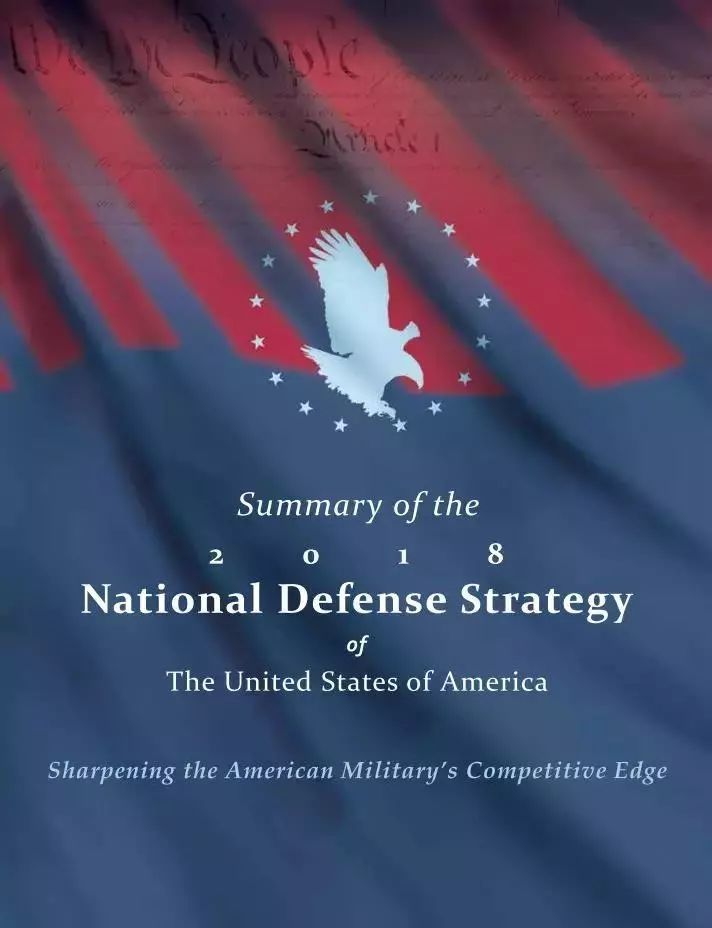 We the People
Article I
Summary of the
2 0 1 8
National Defense Strategy
of
The United States of America
Sharpening the American Military's Competitive Edge